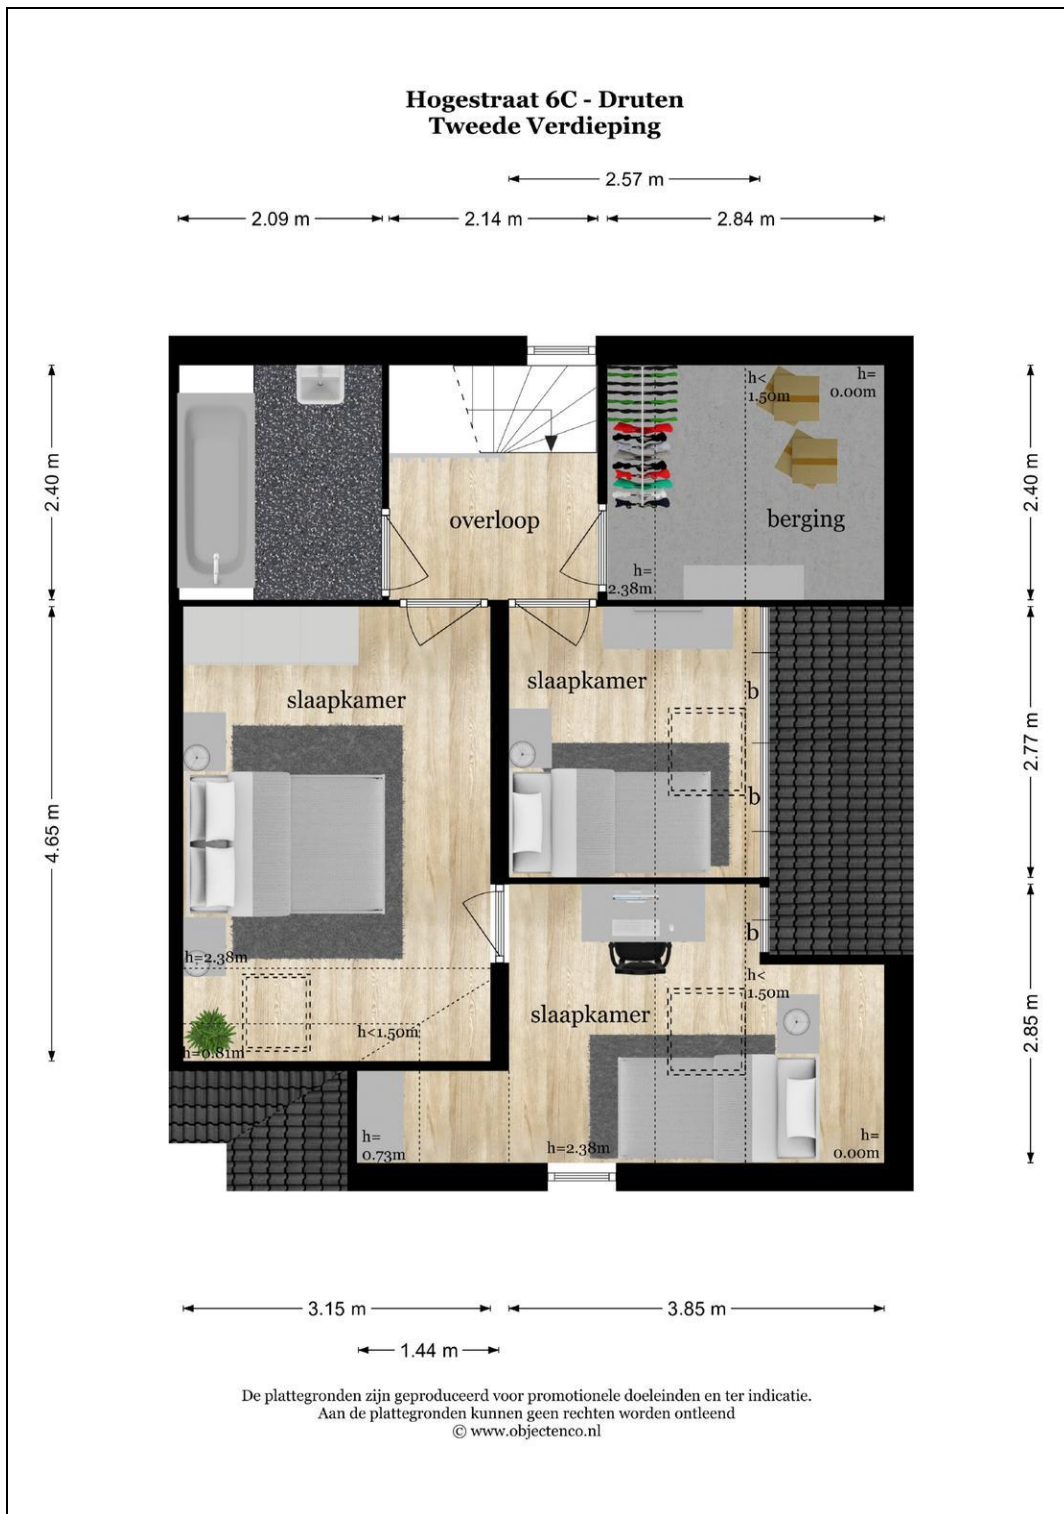 Hogestraat 6C - Druten
Tweede Verdieping
2.57 m
2.09 m
2.14 m
2.84 m
2.40 m
2.40 m
h<
1.50m
h=
0.00m
overloop
berging
h=
2.38m
slaapkamer
slaapkamer
b
2.77 m
b
4.65 m
b
h=2.38m
h<
1.50m
slaapkamer
h<1.50m
h=0.81m
2.85 m
h=
0.73m
h=2.38m
h=
0.00m
3.15 m
3.85 m
1.44 m
De plattegronden zijn geproduceerd voor promotionele doeleinden en ter indicatie.
Aan de plattegronden kunnen geen rechten worden ontleend
© www.objectenco.nl